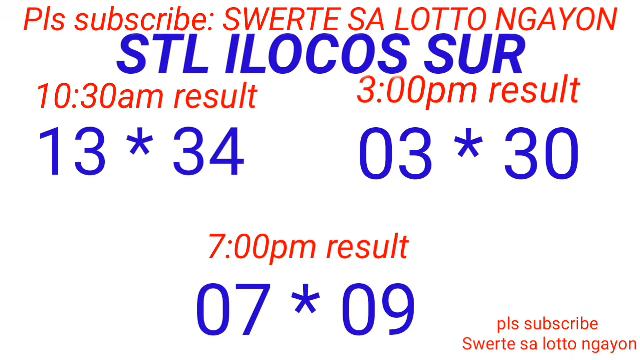 Pls subscribe: SWERTE SA LOTTO NGAYON
STL ILOCOS SUR
10:30am result
13 * 34
3:00pm result
03 * 30
7:00pm result
07 * 09
pls subscribe
Swerte sa lotto ngayon